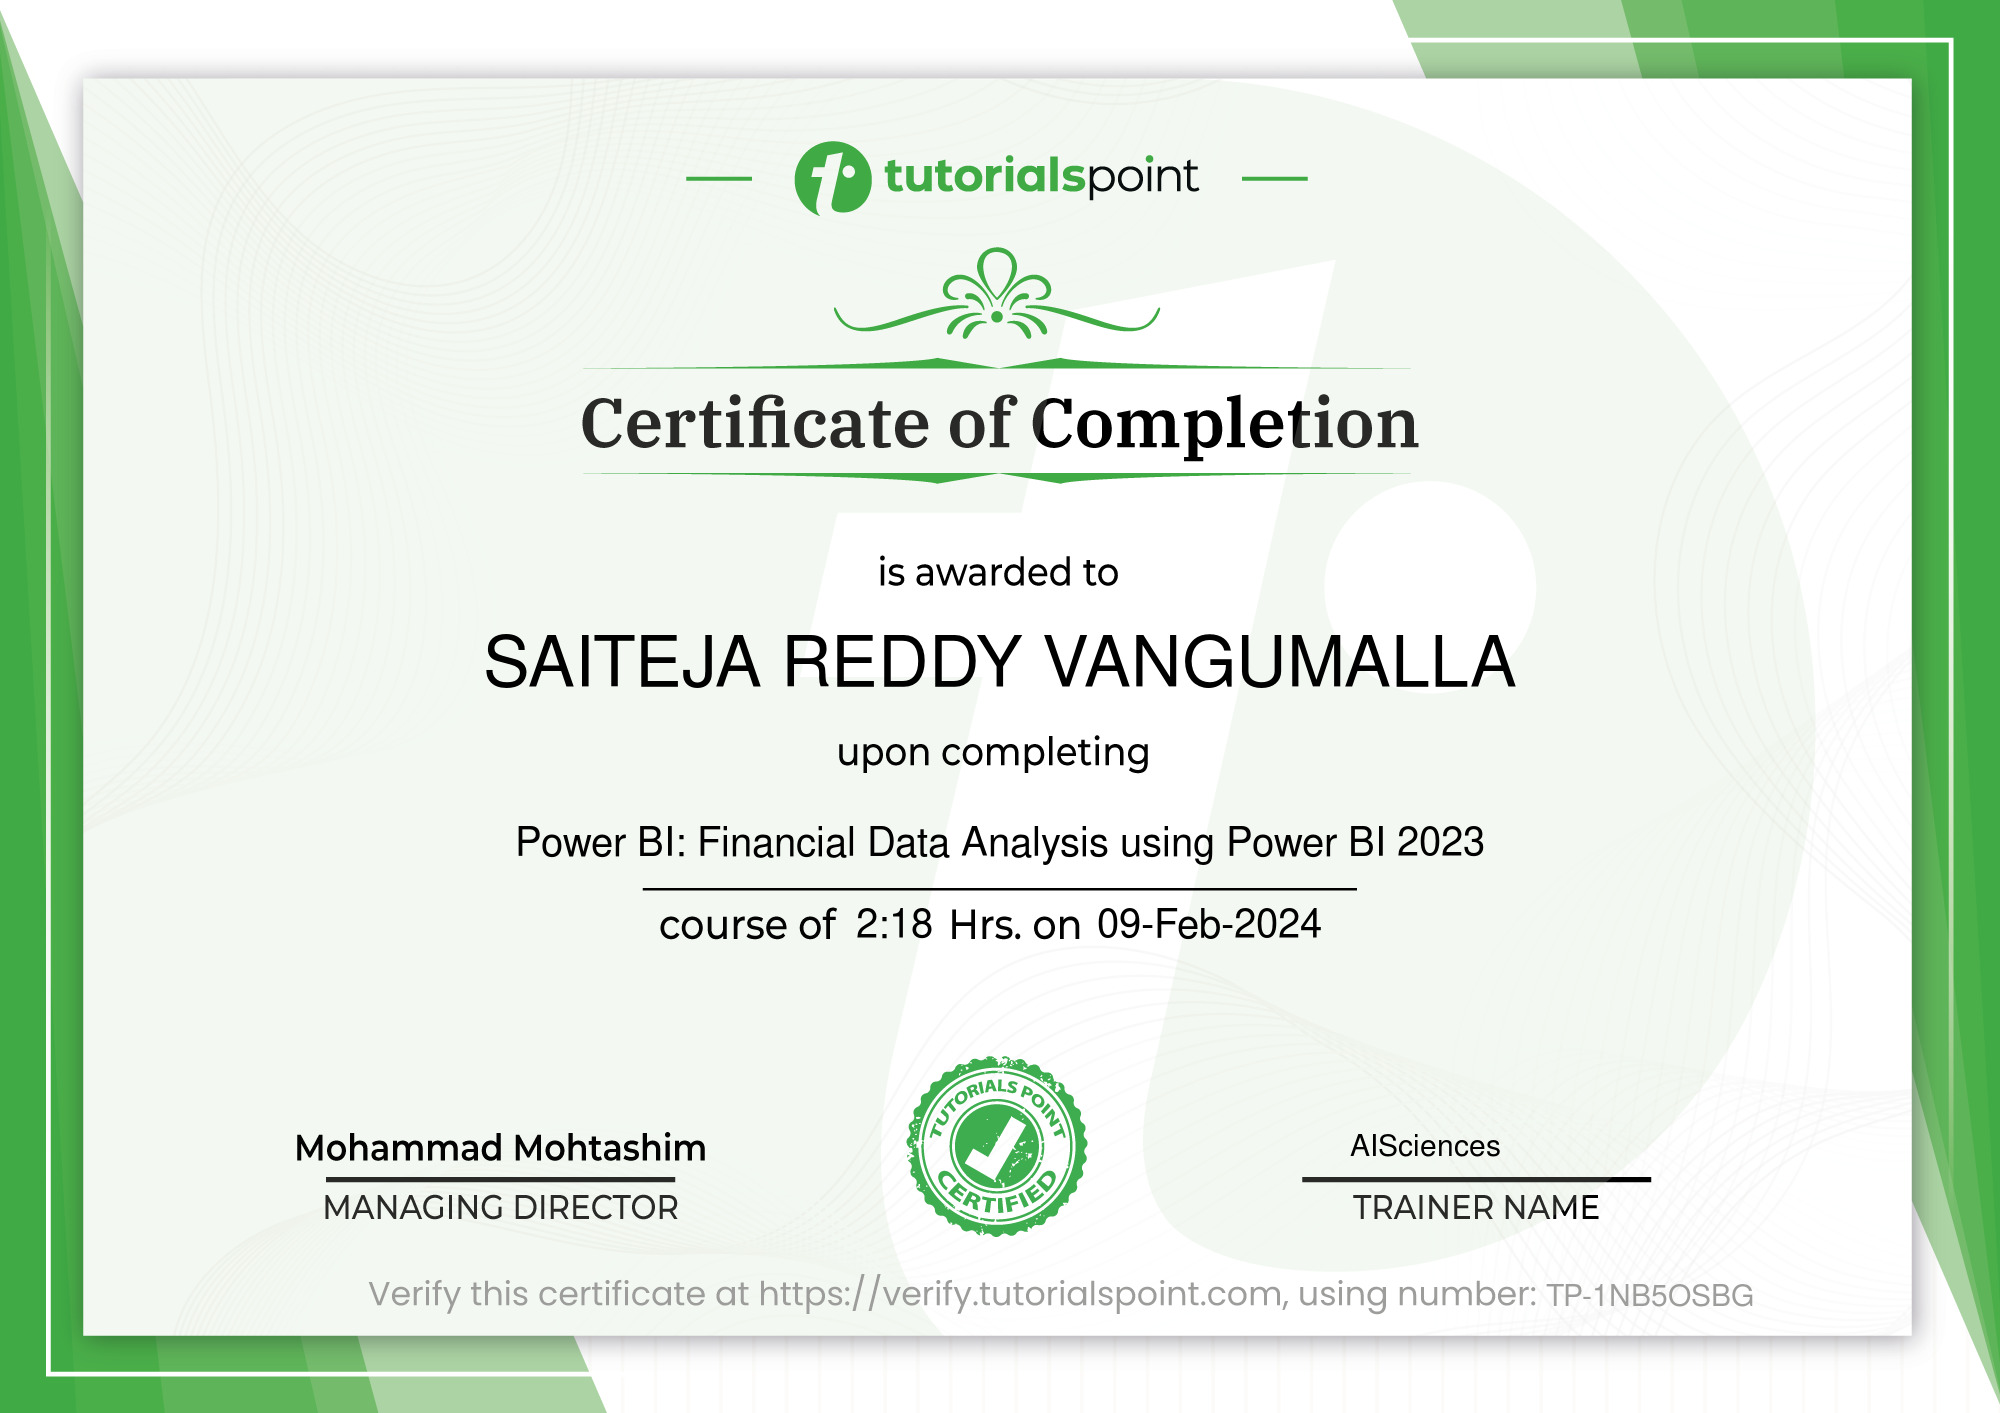 tutorialspoint
Certificate of Completion
is awarded to
SAITEJA REDDY VANGUMALLA
upon completing
Power BI: Financial Data Analysis using Power BI 2023
course of 2:18 Hrs. on 09-Feb-2024
TUTORIALS POINT
CERTIFIED
Mohammad Mohtashim
MANAGING DIRECTOR
AISciences
TRAINER NAME
Verify this certificate at https://verify.tutorialspoint.com, using number: TP-1NB5OSBG